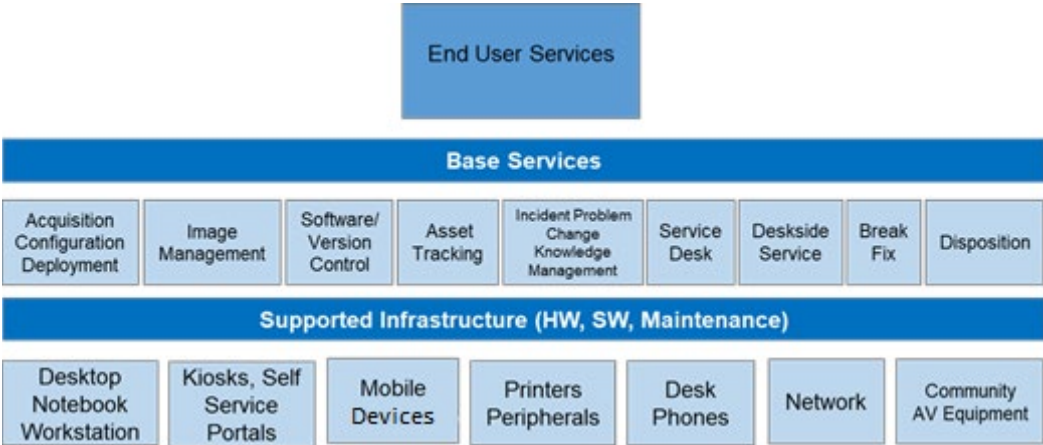 End User Services
Base Services
Acquisition
Configuration
Deployment
Image
Management
Software/
Version
Control
Asset
Tracking
Incident Problem
Change
Knowledge
Management
Service
Desk
Deskside
Service
Break
Fix
Disposition
Supported Infrastructure (HW, SW, Maintenance)
Desktop
Notebook
Workstation
Kiosks, Self
Service
Portals
Mobile
Devices
Printers
Peripherals
Desk
Phones
Network
Community
AV Equipment